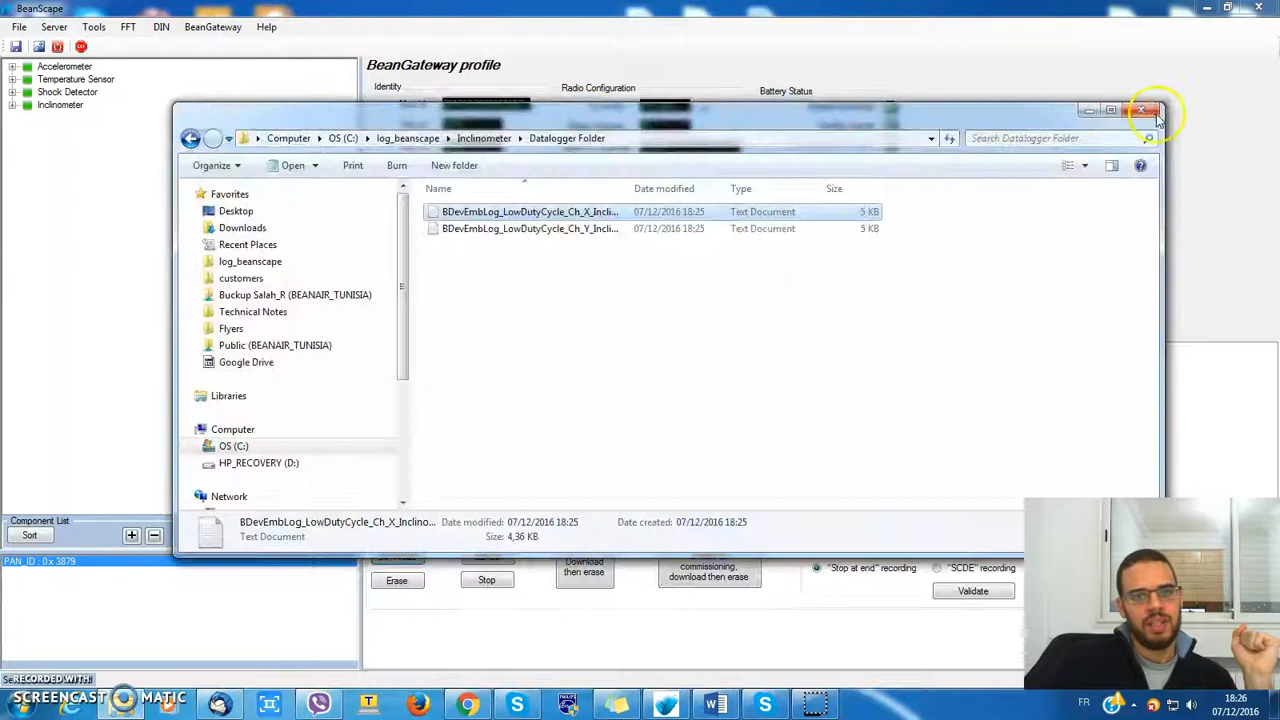 BeanScape
File Server Tools FFT DIN BeanGateway Help
Accelerometer
Temperature Sensor
Shock Detector
Inclinometer
BeanGateway profile
Identity
Radio Configuration
Battery Status
Computer OS (C:) log_beanscape Inclinometer Datalogger Folder
Search Datalogger Folder
Organize Open Print Burn New folder
Name Date modified Type Size
BDevEmbLog_LowDutyCycle_Ch_X_Incli... 07/12/2016 18:25 Text Document 5 KB
BDevEmbLog_LowDutyCycle_Ch_Y_Incli... 07/12/2016 18:25 Text Document 5 KB
Favorites
Desktop
Downloads
Recent Places
log_beanscape
customers
Buckup Salah_R (BEANAIR_TUNISIA)
Technical Notes
Flyers
Public (BEANAIR_TUNISIA)
Google Drive
Libraries
Computer
OS (C:)
HP_RECOVERY (D:)
Network
BDevEmbLog_LowDutyCycle_Ch_X_Inclino... Date modified: 07/12/2016 18:25 Date created: 07/12/2016 18:25
Text Document Size: 4,36 KB
Component List
Sort
PAN_ID : 0 x 3879
Erase
Stop
Download
then erase
commissioning,
download then erase
"Stop at end" recording
"SCDE" recording
Validate
RECORDED WITH
SCREENCAST MATIC
FR
18:26
07/12/2016